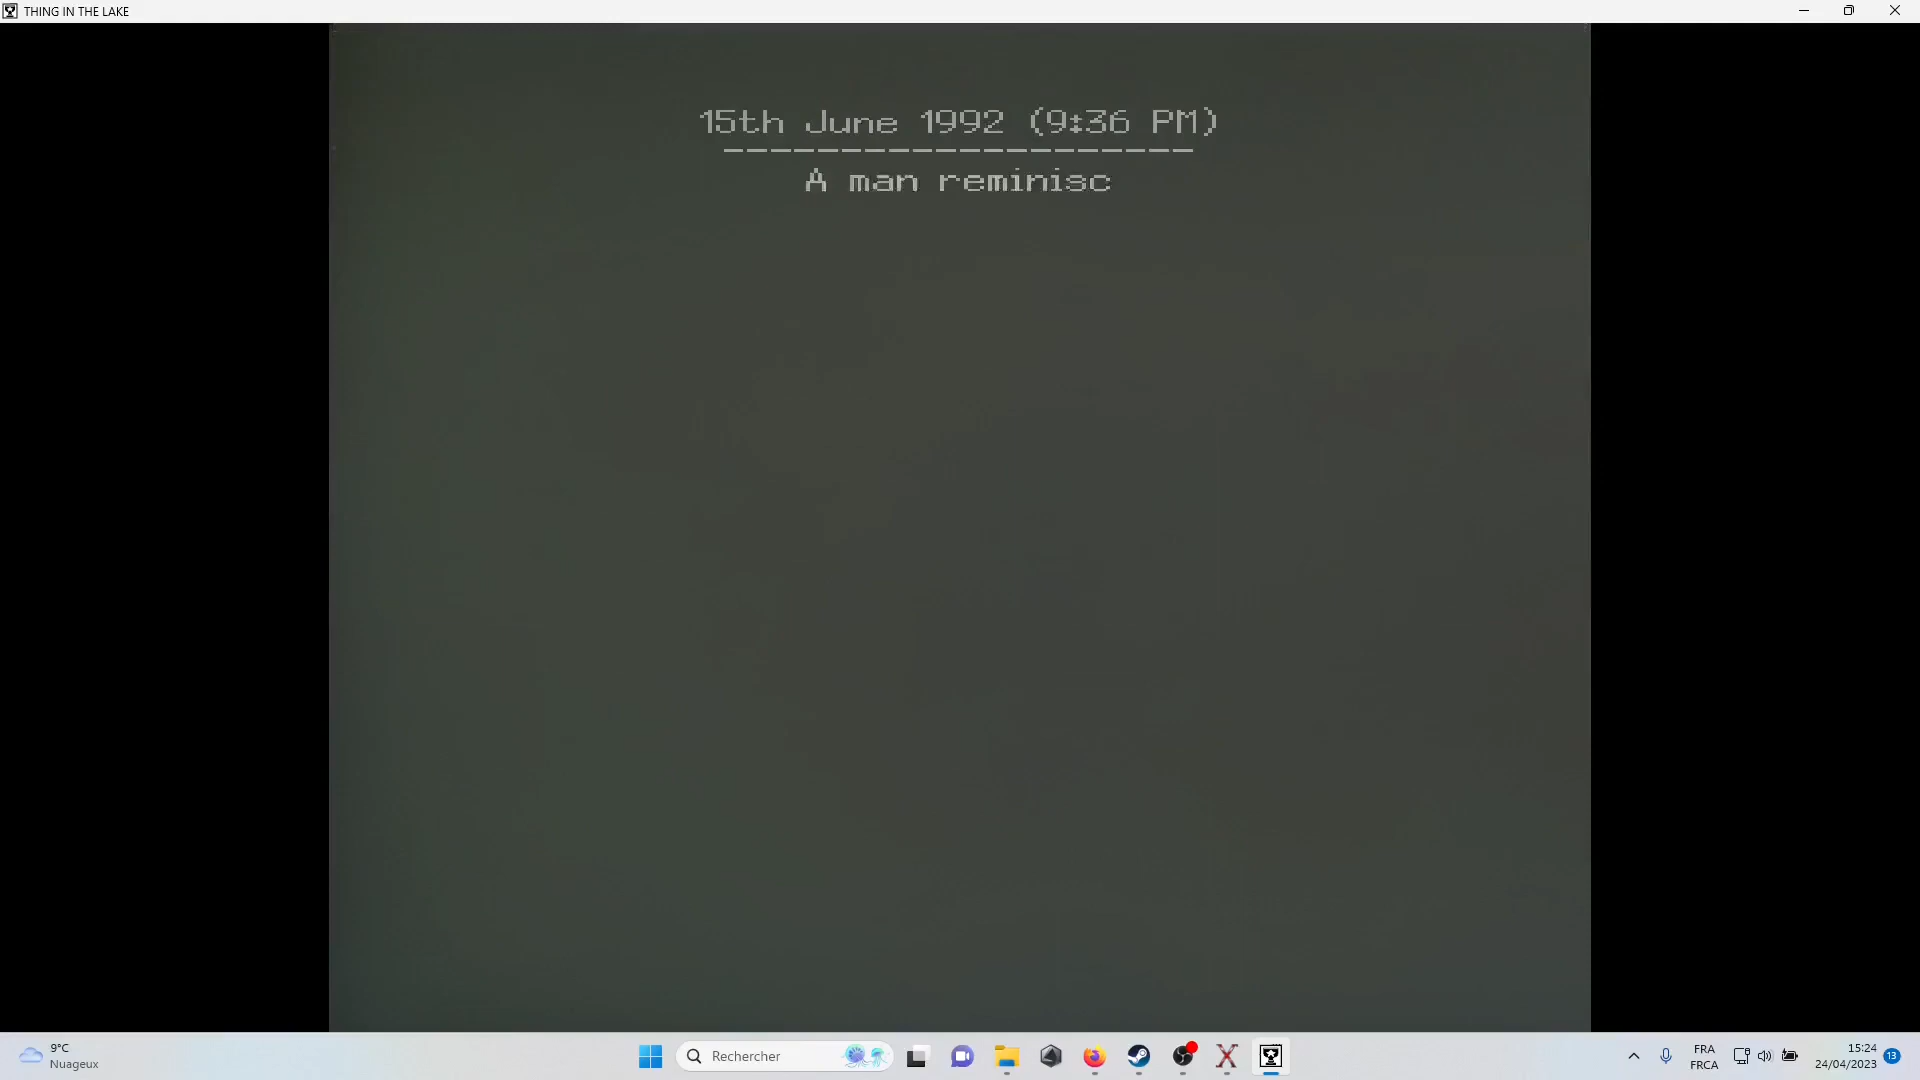 THING IN THE LAKE
15th June 1992 (9:36 PM)
--------------------
A man reminisc
9°C
Nuageux
Rechercher
FRA
FRCA
15:24
24/04/2023
13